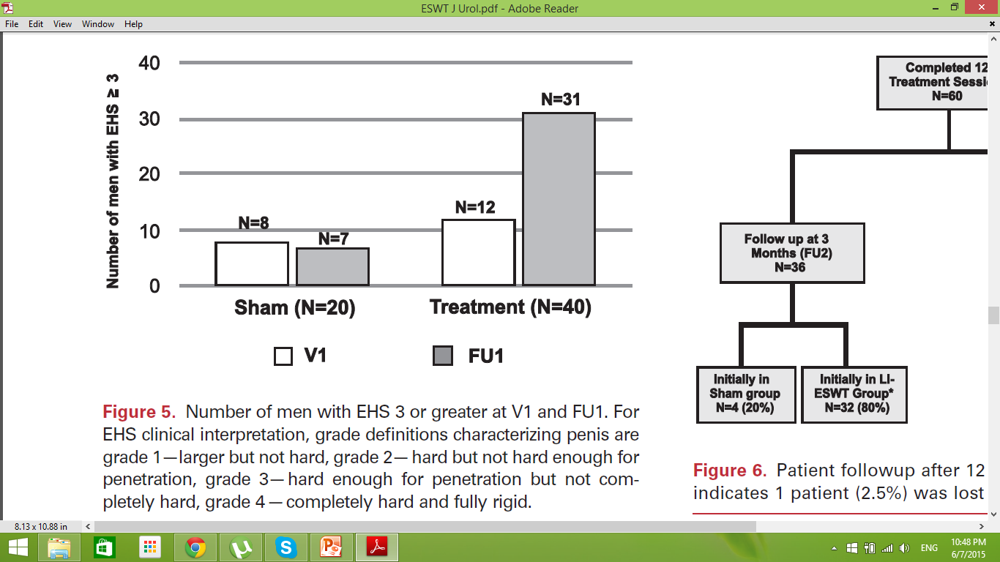 ESWT J Urol.pdf - Adobe Reader
File Edit View Window Help
Number of men with EHS ≥ 3
40
30
20
10
0
N=8
N=7
N=12
N=31
Sham (N=20)
Treatment (N=40)
V1
FU1
Figure 5. Number of men with EHS 3 or greater at V1 and FU1. For
EHS clinical interpretation, grade definitions characterizing penis are
grade 1—larger but not hard, grade 2— hard but not hard enough for
penetration, grade 3—hard enough for penetration but not com-
pletely hard, grade 4 — completely hard and fully rigid.
Completed 12
Treatment Sessi
N=60
Follow up at 3
Months (FU2)
N=36
Initially in
Sham group
N=4 (20%)
Initially in LI-
ESWT Group*
N=32 (80%)
Figure 6. Patient followup after 12
indicates 1 patient (2.5%) was lost
8.13 x 10.88 in
ENG
10:48 PM
6/7/2015